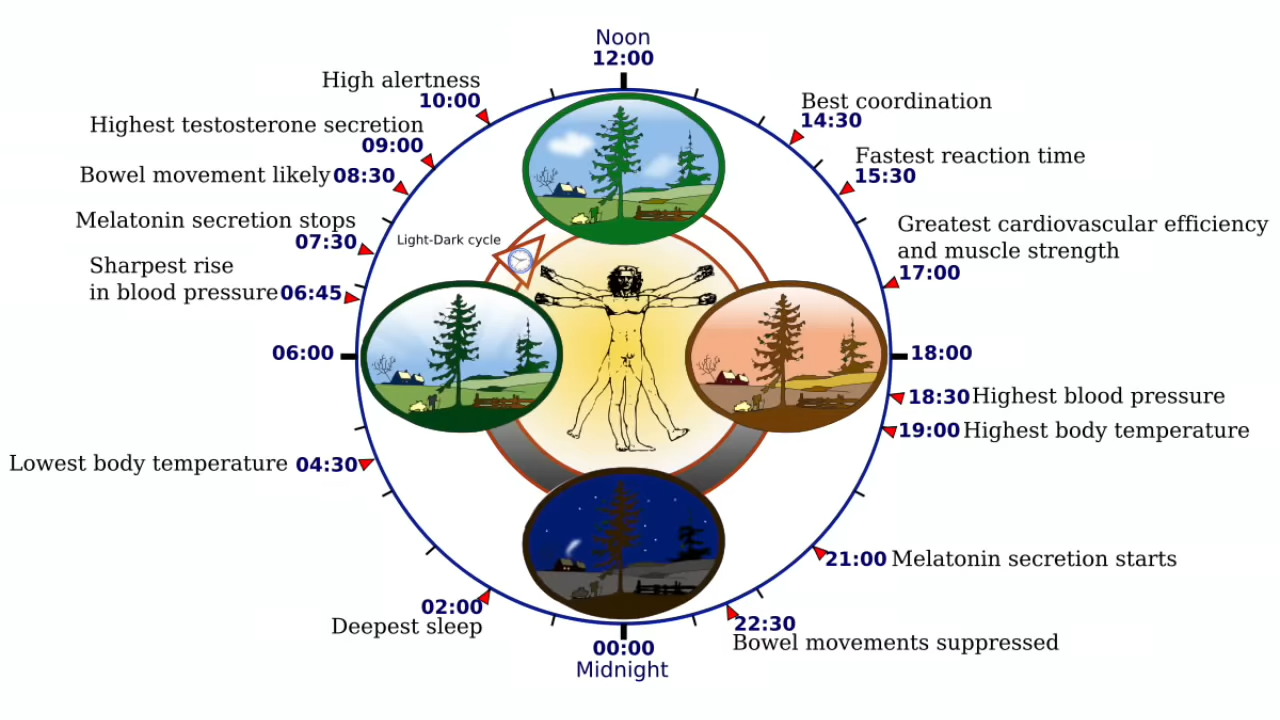 Noon
12:00
High alertness
10:00
Highest testosterone secretion
09:00
Bowel movement likely 08:30
Melatonin secretion stops
07:30
Sharpest rise
in blood pressure 06:45
06:00
Lowest body temperature 04:30
02:00
Deepest sleep
00:00
Midnight
Light-Dark cycle
Best coordination
14:30
Fastest reaction time
15:30
Greatest cardiovascular efficiency
and muscle strength
17:00
18:00
18:30 Highest blood pressure
19:00 Highest body temperature
21:00 Melatonin secretion starts
22:30
Bowel movements suppressed